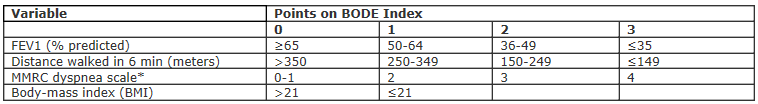 Variable Points on BODE Index
0 1 2 3
FEV1 (% predicted) ≥65 50-64 36-49 ≤35
Distance walked in 6 min (meters) >350 250-349 150-249 ≤149
MMRC dyspnea scale* 0-1 2 3 4
Body-mass index (BMI) >21 ≤21